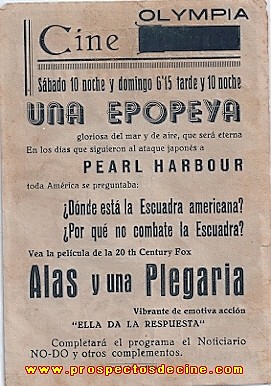 OLYMPIA
Cine
Sábado 10 noche y domingo 6'15 tarde y 10 noche
UNA EPOPEYA
gloriosa del mar y de aire, que será eterna
En los días que siguieron al ataque japonés a
PEARL HARBOUR
toda América se preguntaba:
¿Dónde está la Escuadra americana?
¿Por qué no combate la Escuadra?
Vea la película de la 20 th Century Fox
Alas y una Plegaria
Vibrante de emotiva acción
"ELLA DA LA RESPUESTA"
Completará el programa el Noticiario
NO-DO y otros complementos.
www.prospectosdecine.com